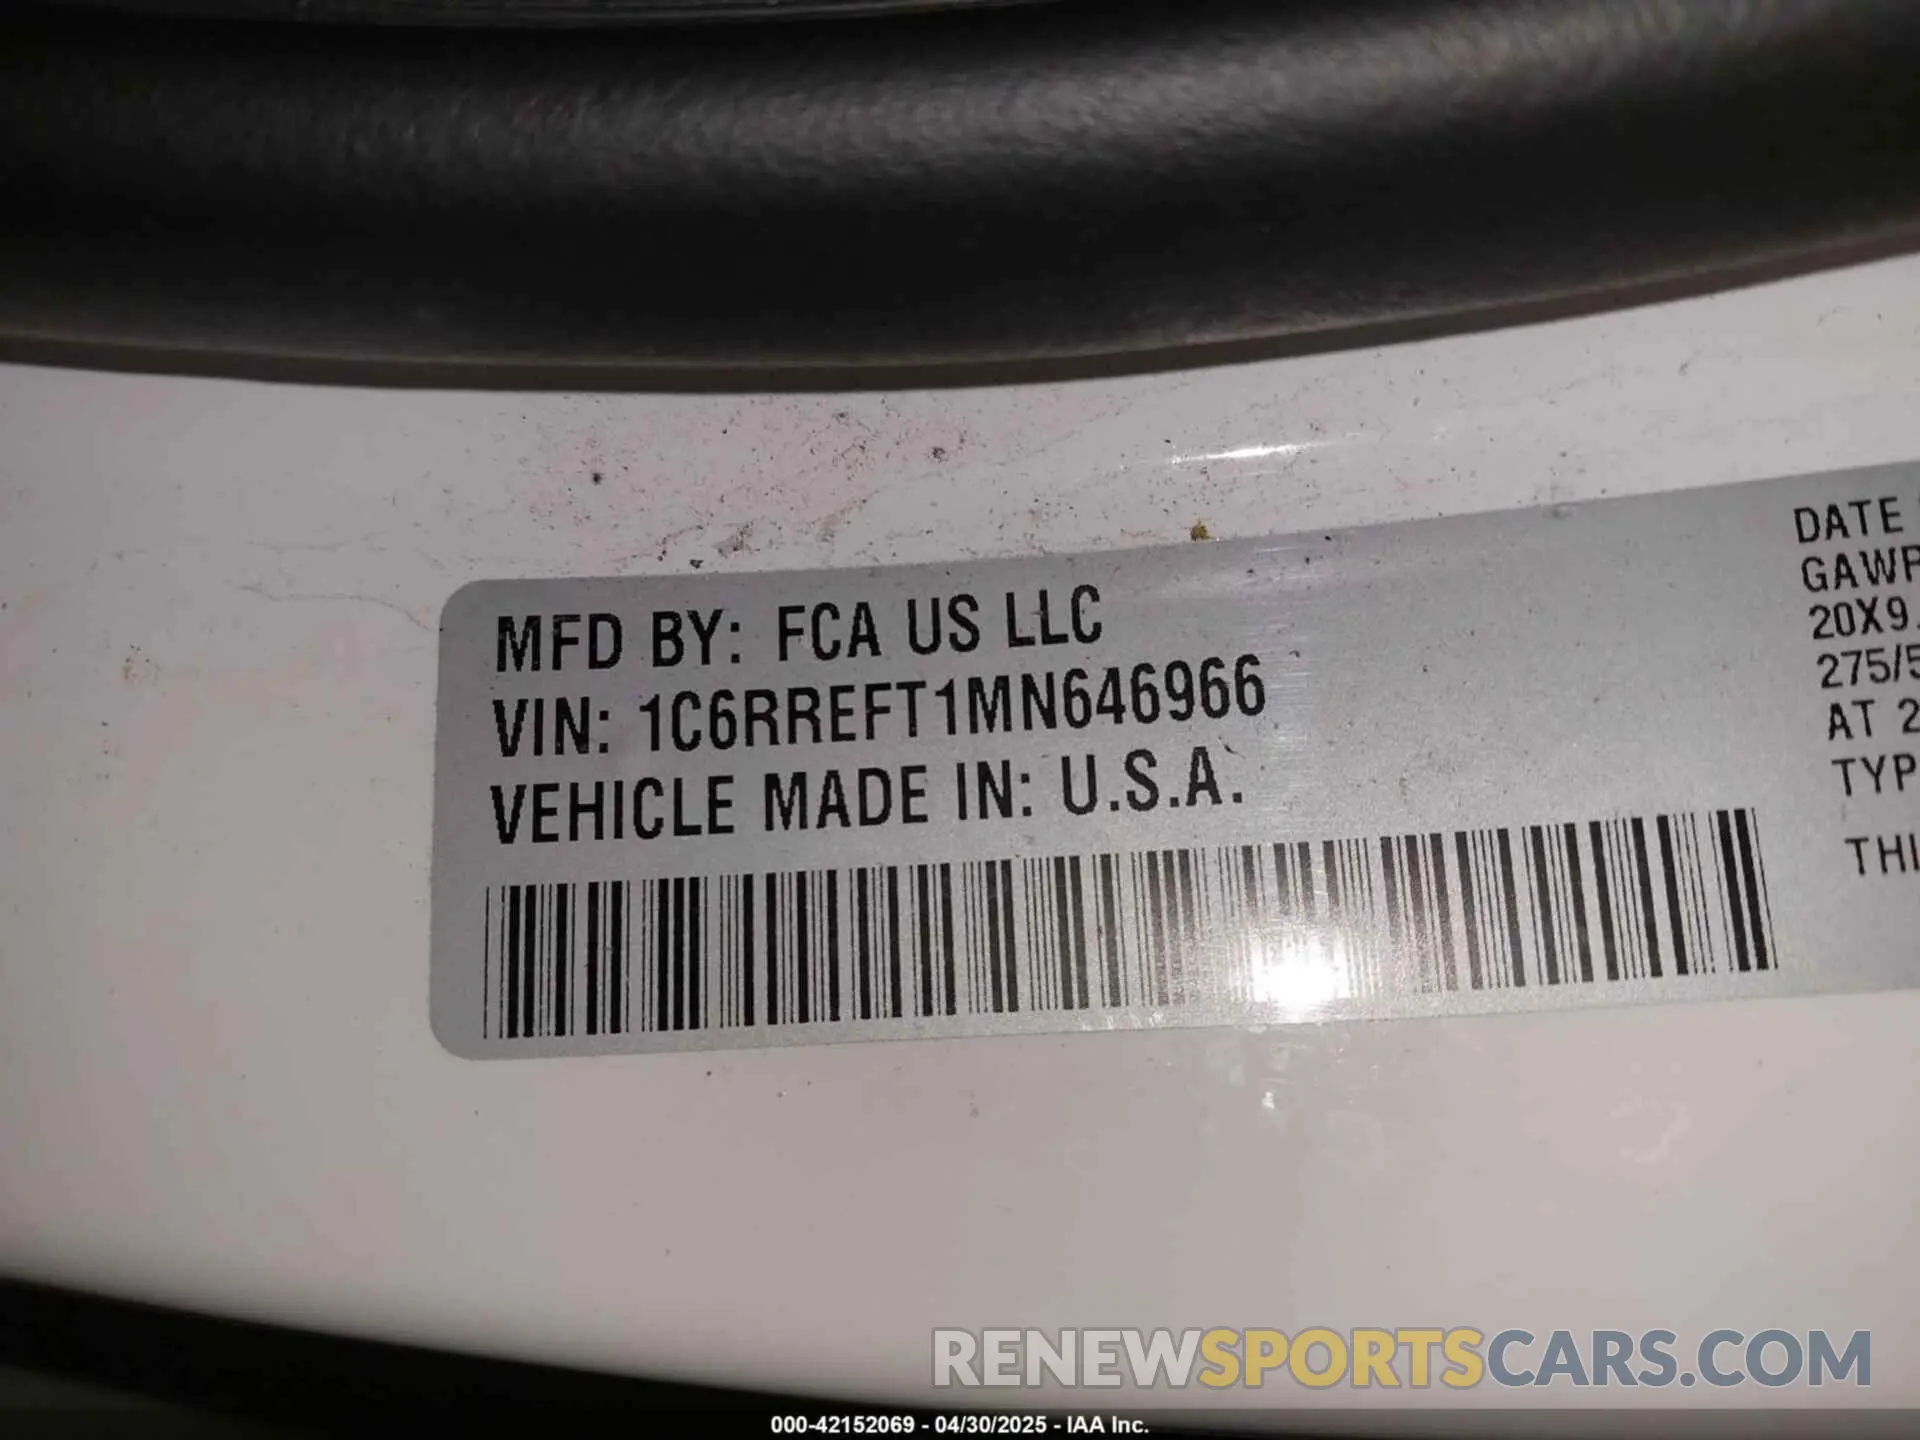 MFD BY: FCA US LLC
VIN: 1C6RREFT1MN646966
VEHICLE MADE IN: U.S.A.
DATE
GAWR
20X9.
275/5
AT 2
TYP
THI
RENEWSPORTSCARS.COM
000-42152069 - 04/30/2025 - IAA Inc.